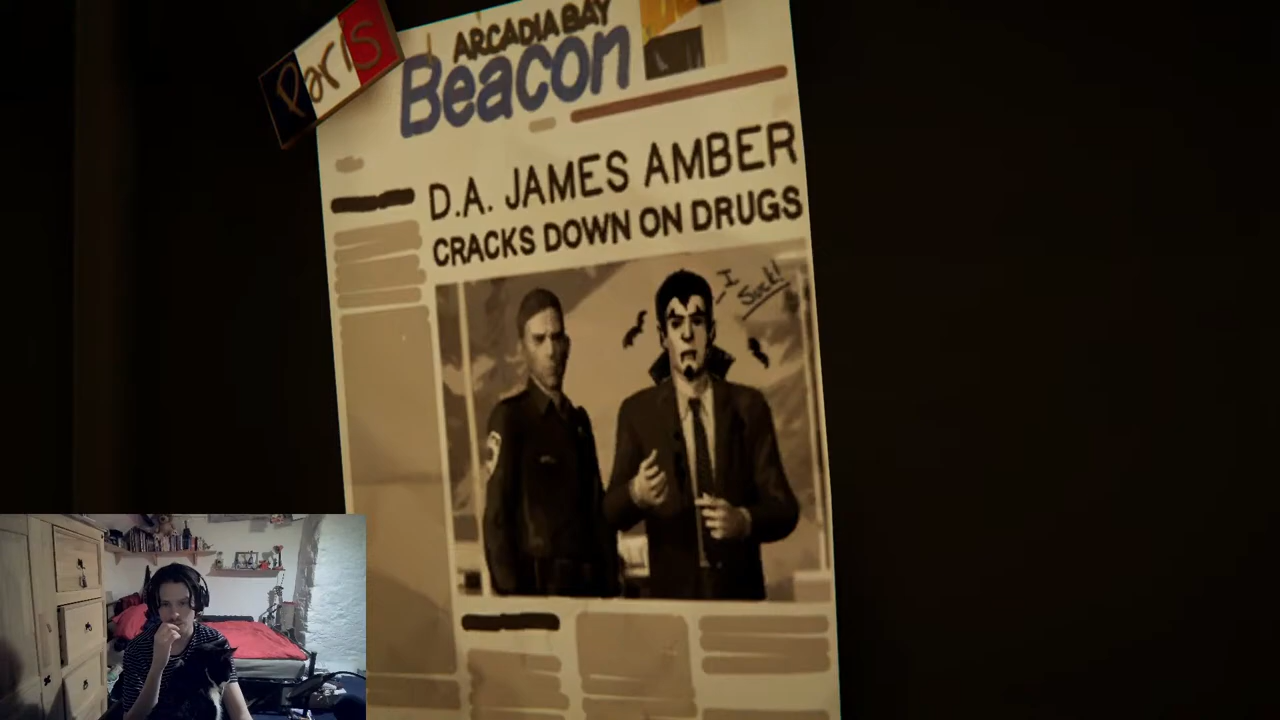 Paris
ARCADIA BAY
Beacon
D.A. JAMES AMBER
CRACKS DOWN ON DRUGS
I
Suck!